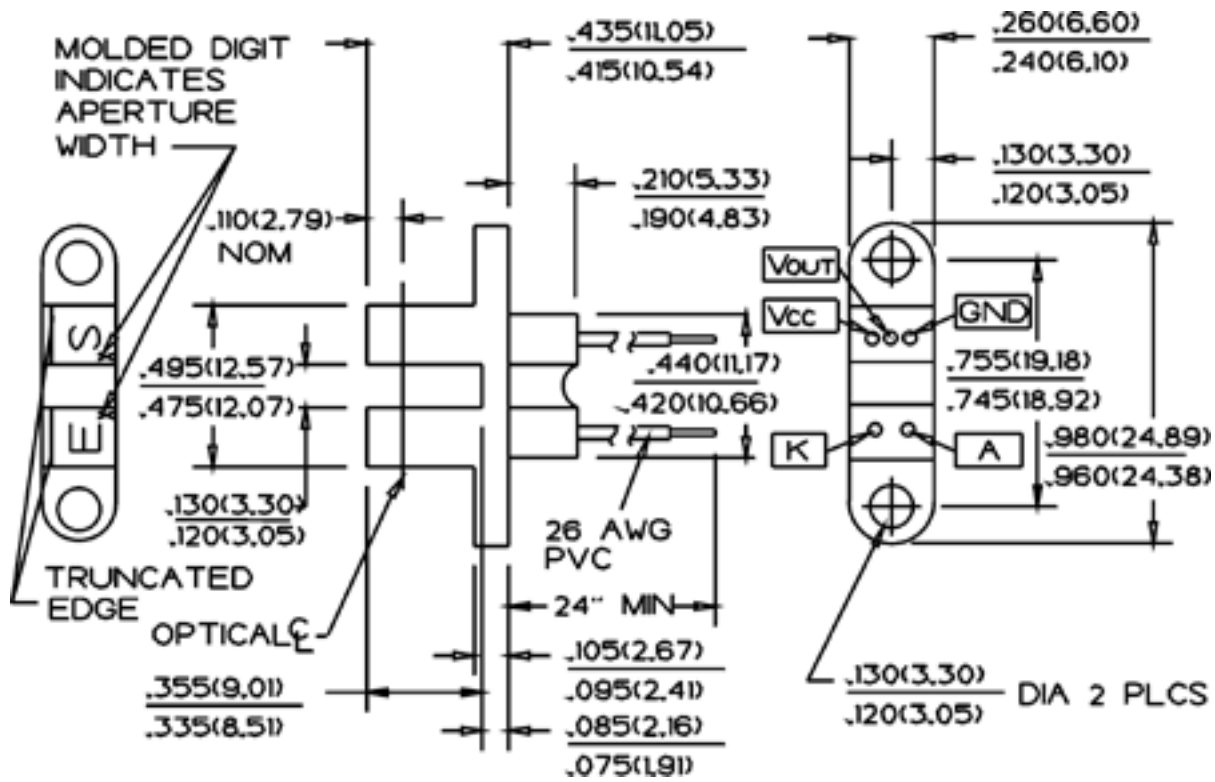 MOLDED DIGIT
INDICATES
APERTURE
WIDTH
.435(11.05)
.415(10.54)
.260(6.60)
.240(6.10)
.210(5.33)
.190(4.83)
.130(3.30)
.120(3.05)
.110(2.79)
NOM
VOUT
VCC
GND
S
E
.495(12.57)
.475(12.07)
.440(11.17)
.420(10.66)
.755(19.18)
.745(18.92)
K
A
.980(24.89)
.960(24.38)
.130(3.30)
.120(3.05)
26 AWG
PVC
TRUNCATED
EDGE
24" MIN
OPTICAL ℄
.105(2.67)
.095(2.41)
.355(9.01)
.335(8.51)
.085(2.16)
.075(1.91)
.130(3.30)
.120(3.05)
DIA 2 PLCS